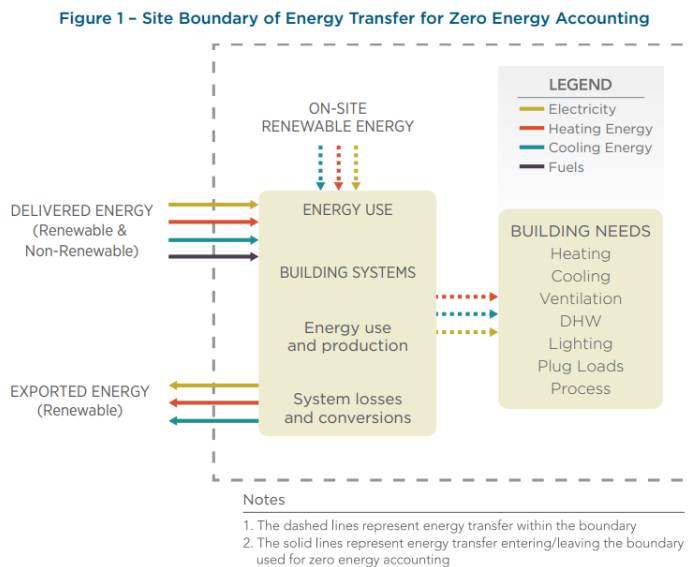 Figure 1 – Site Boundary of Energy Transfer for Zero Energy Accounting
LEGEND
Electricity
Heating Energy
Cooling Energy
Fuels
ON-SITE
RENEWABLE ENERGY
DELIVERED ENERGY
(Renewable &
Non-Renewable)
ENERGY USE
BUILDING SYSTEMS
Energy use
and production
System losses
and conversions
BUILDING NEEDS
Heating
Cooling
Ventilation
DHW
Lighting
Plug Loads
Process
EXPORTED ENERGY
(Renewable)
Notes
1. The dashed lines represent energy transfer within the boundary
2. The solid lines represent energy transfer entering/leaving the boundary
used for zero energy accounting